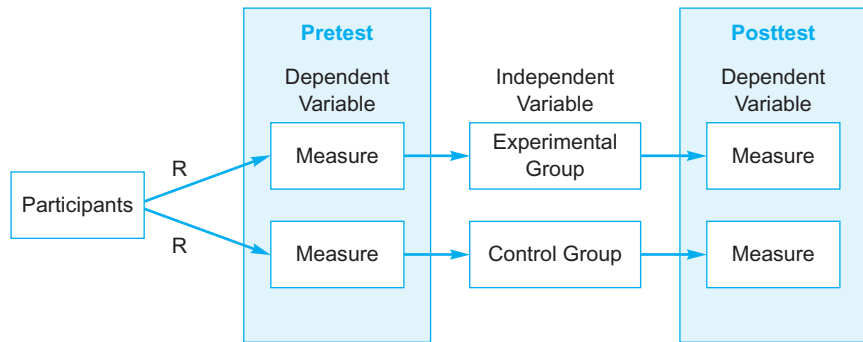 Pretest
Posttest
Dependent
Variable
Independent
Variable
Dependent
Variable
R
Measure
Experimental
Group
Measure
Participants
R
Measure
Control Group
Measure